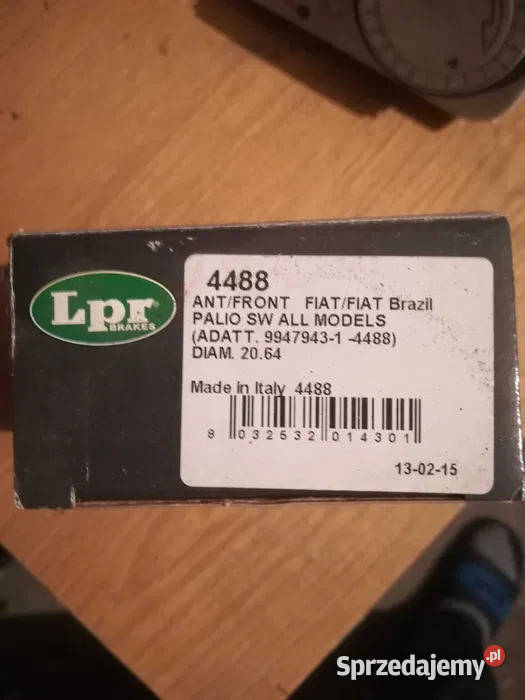 Lpr
BRAKES
4488
ANT/FRONT FIAT/FIAT Brazil
PALIO SW ALL MODELS
(ADATT. 9947943-1 -4488)
DIAM. 20.64
Made in Italy 4488
8 032532 014301
13-02-15
Sprzedajemy.pl